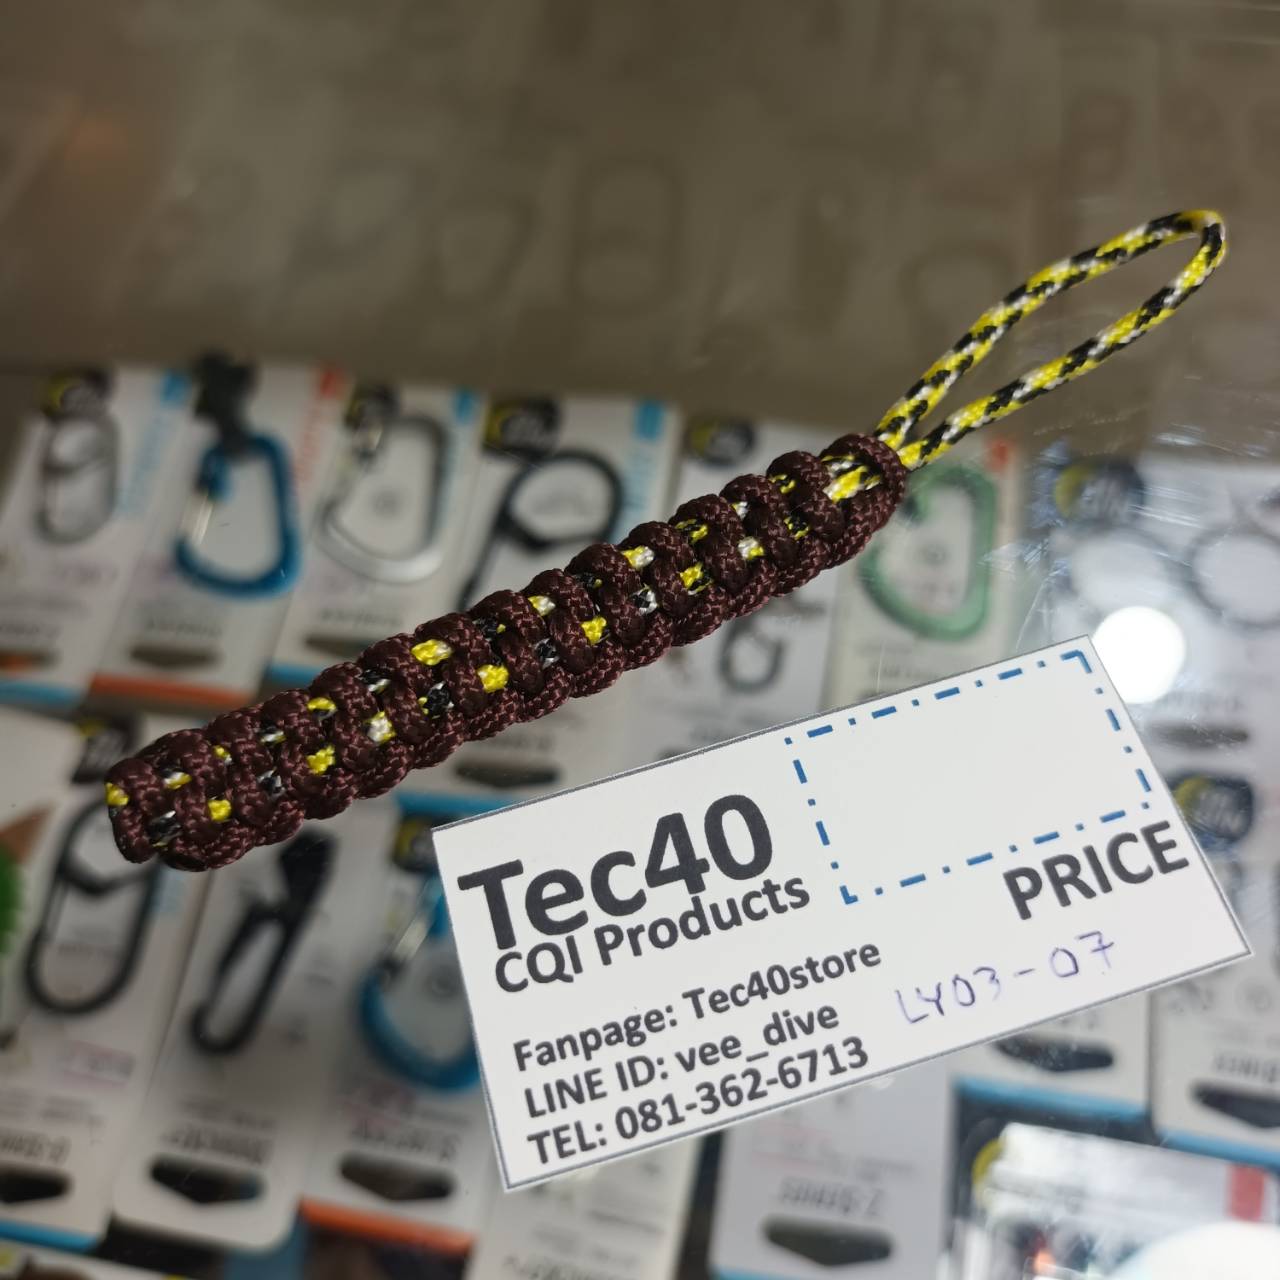 Tec40
CQI Products
PRICE
Fanpage: Tec40store
LINE ID: vee_dive
TEL: 081-362-6713
LY03-07